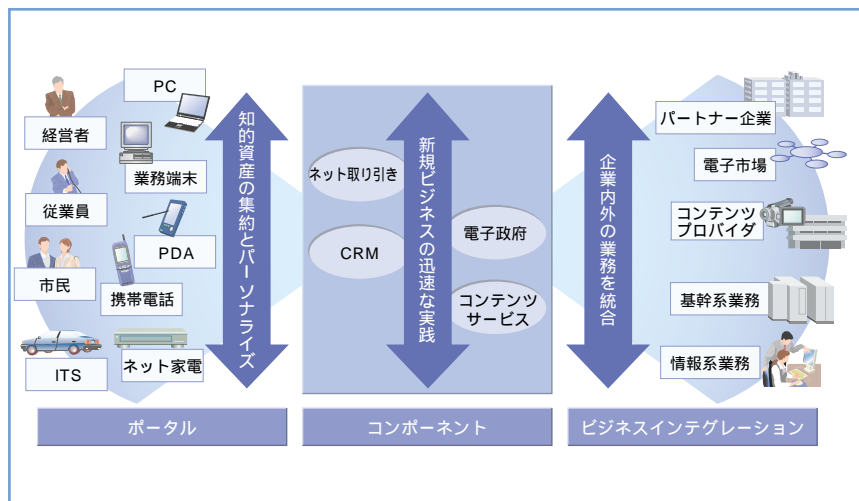 PC
経営者
業務端末
従業員
PDA
市民
携帯電話
ITS
ネット家電
知的資産の集約とパーソナライズ
ポータル
ネット取り引き
CRM
新規ビジネスの迅速な実践
電子政府
コンテンツ
サービス
コンポーネント
企業内外の業務を統合
パートナー企業
電子市場
コンテンツ
プロバイダ
基幹系業務
情報系業務
ビジネスインテグレーション